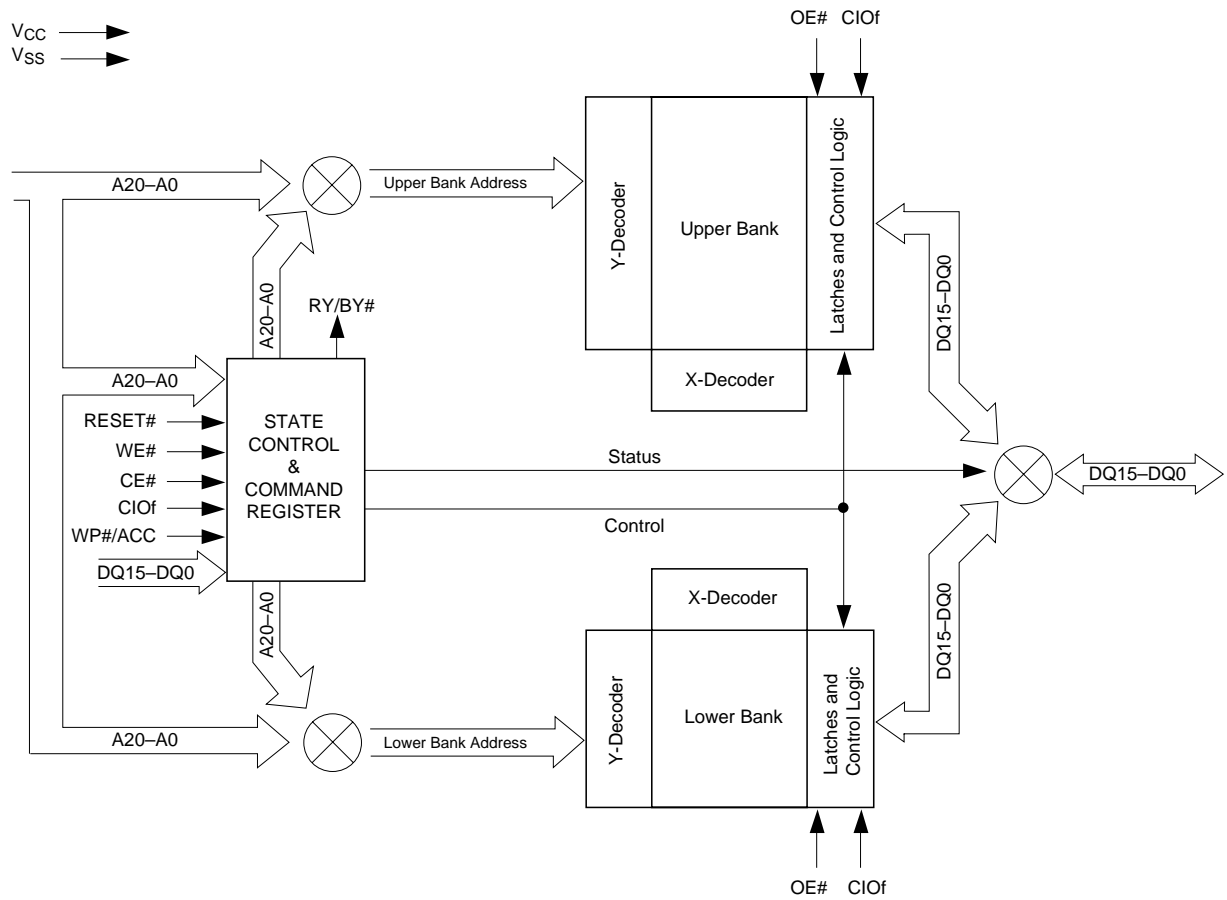 VCC
VSS
OE# CIOf
A20–A0
Upper Bank Address
Y-Decoder
Upper Bank
Latches and Control Logic
X-Decoder
DQ15–DQ0
A20–A0
RY/BY#
A20–A0
RESET#
WE#
CE#
CIOf
WP#/ACC
DQ15–DQ0
STATE
CONTROL
&
COMMAND
REGISTER
Status
Control
DQ15–DQ0
A20–A0
X-Decoder
DQ15–DQ0
A20–A0
Lower Bank Address
Y-Decoder
Lower Bank
Latches and
Control Logic
OE# CIOf